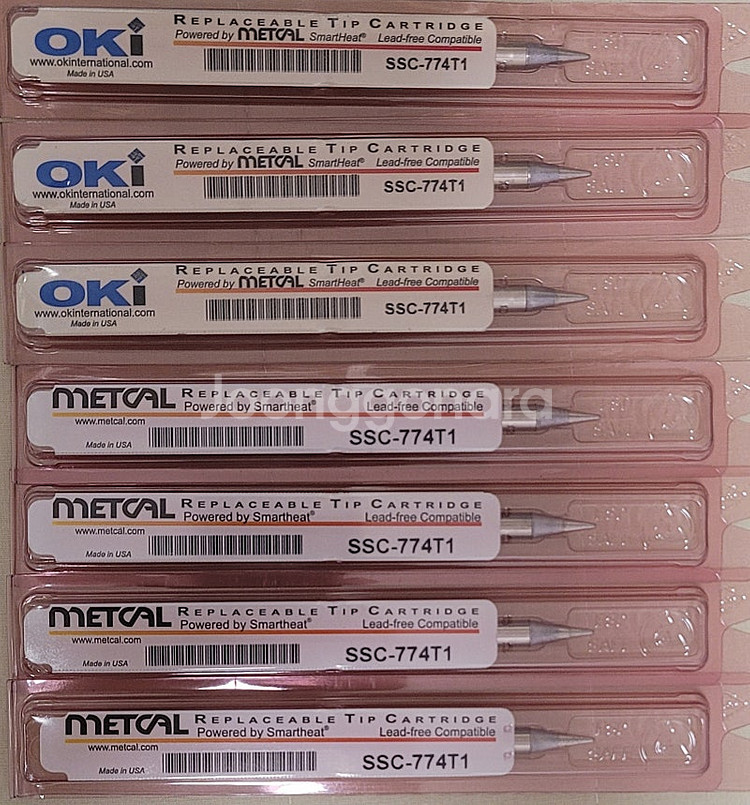 OKi
REPLACEABLE TIP CARTRIDGE
Powered by METCAL SmartHeat® Lead-free Compatible
www.okinternational.com
Made in USA
SSC-774T1
OKi
REPLACEABLE TIP CARTRIDGE
Powered by METCAL SmartHeat® Lead-free Compatible
www.okinternational.com
Made in USA
SSC-774T1
OKi
REPLACEABLE TIP CARTRIDGE
Powered by METCAL SmartHeat® Lead-free Compatible
www.okinternational.com
Made in USA
SSC-774T1
METCAL REPLACEABLE TIP CARTRIDGE
Powered by Smartheat® Lead-free Compatible
www.metcal.com
Made in USA
SSC-774T1
Joonggonara
METCAL REPLACEABLE TIP CARTRIDGE
Powered by Smartheat® Lead-free Compatible
www.metcal.com
Made in USA
SSC-774T1
METCAL REPLACEABLE TIP CARTRIDGE
Powered by Smartheat® Lead-free Compatible
www.metcal.com
Made in USA
SSC-774T1
METCAL REPLACEABLE TIP CARTRIDGE
Powered by Smartheat® Lead-free Compatible
www.metcal.com
Made in USA
SSC-774T1